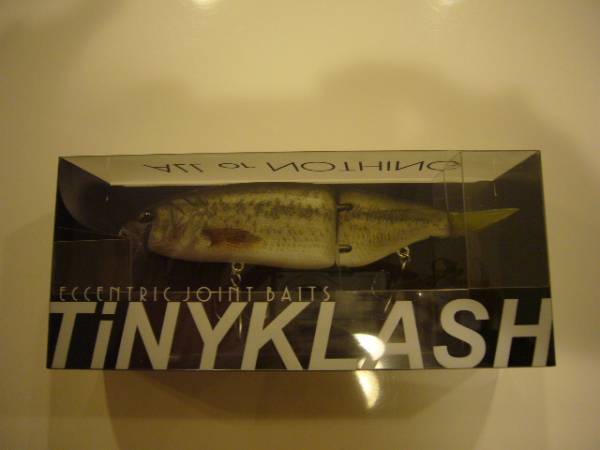 ALL or NOTHING
ECCENTRIC JOINT BAITS
TiNYKLASH